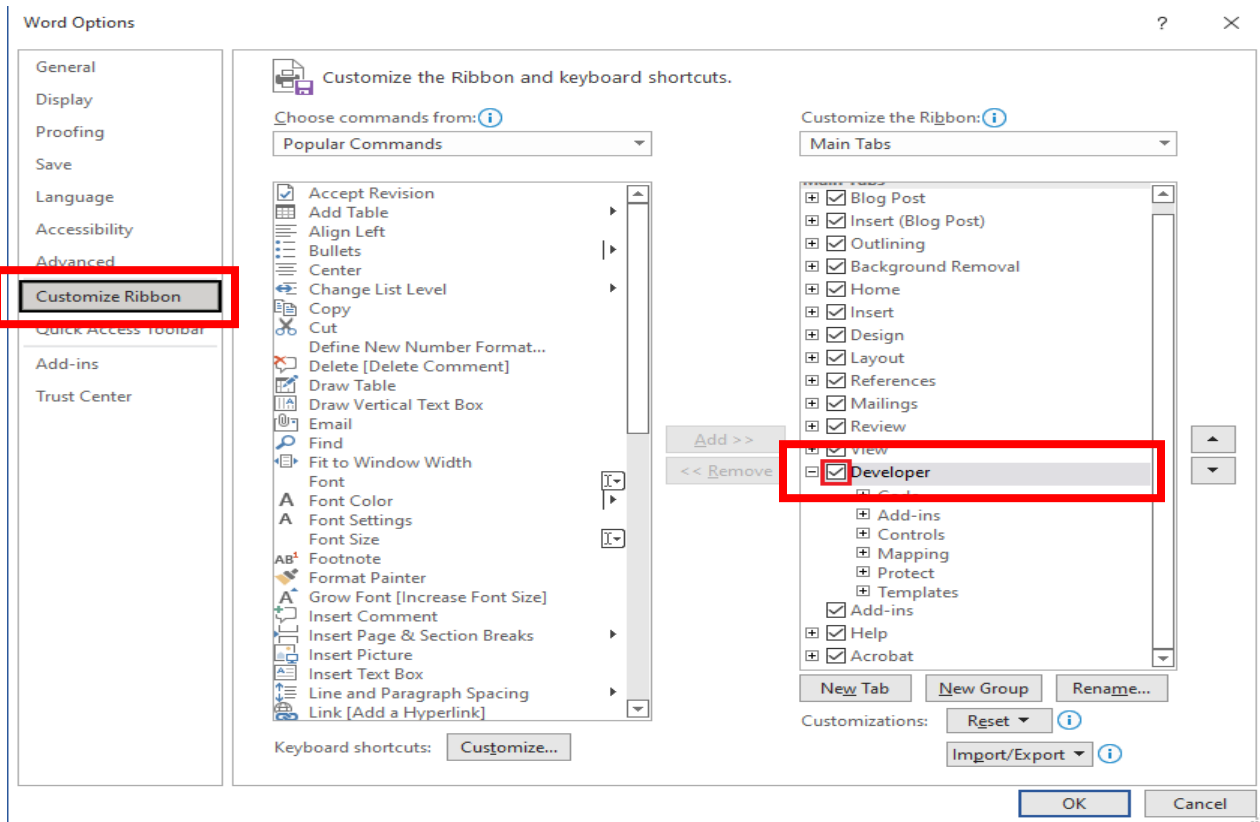 Word Options
?
General
Display
Proofing
Save
Language
Accessibility
Advanced
Customize Ribbon
Quick Access Toolbar
Add-ins
Trust Center
Customize the Ribbon and keyboard shortcuts.
Choose commands from:
Popular Commands
Accept Revision
Add Table
Align Left
Bullets
Center
Change List Level
Copy
Cut
Define New Number Format...
Delete [Delete Comment]
Draw Table
Draw Vertical Text Box
Email
Find
Fit to Window Width
Font
Font Color
Font Settings
Font Size
Footnote
Format Painter
Grow Font [Increase Font Size]
Insert Comment
Insert Page & Section Breaks
Insert Picture
Insert Text Box
Line and Paragraph Spacing
Link [Add a Hyperlink]
Keyboard shortcuts: Customize...
Add >>
<< Remove
Customize the Ribbon:
Main Tabs
Main Tabs
Blog Post
Insert (Blog Post)
Outlining
Background Removal
Home
Insert
Design
Layout
References
Mailings
Review
View
Developer
Code
Add-ins
Controls
Mapping
Protect
Templates
Add-ins
Help
Acrobat
New Tab New Group Rename...
Customizations: Reset
Import/Export
OK Cancel